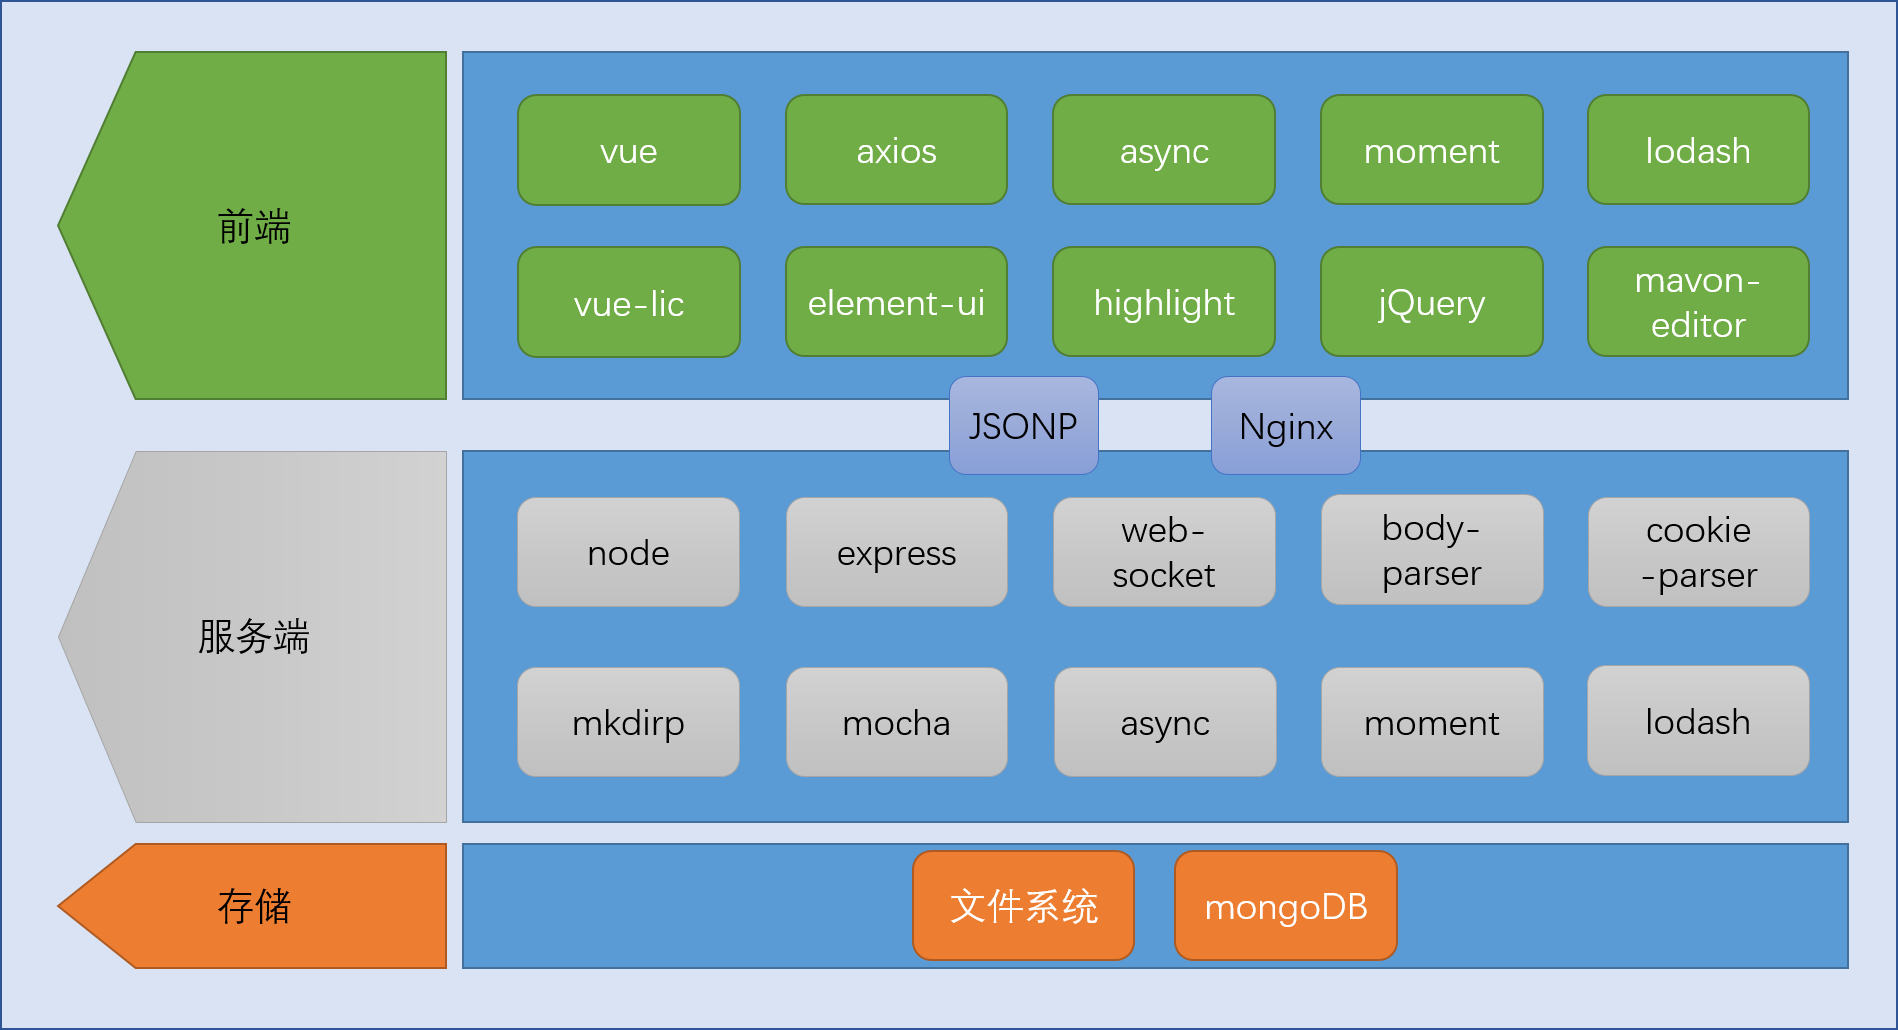 前端
vue
axios
async
moment
lodash
vue-lic
element-ui
highlight
jQuery
mavon-
editor
JSONP
Nginx
服务端
node
express
web-
socket
body-
parser
cookie
-parser
mkdirp
mocha
async
moment
lodash
存储
文件系统
mongoDB